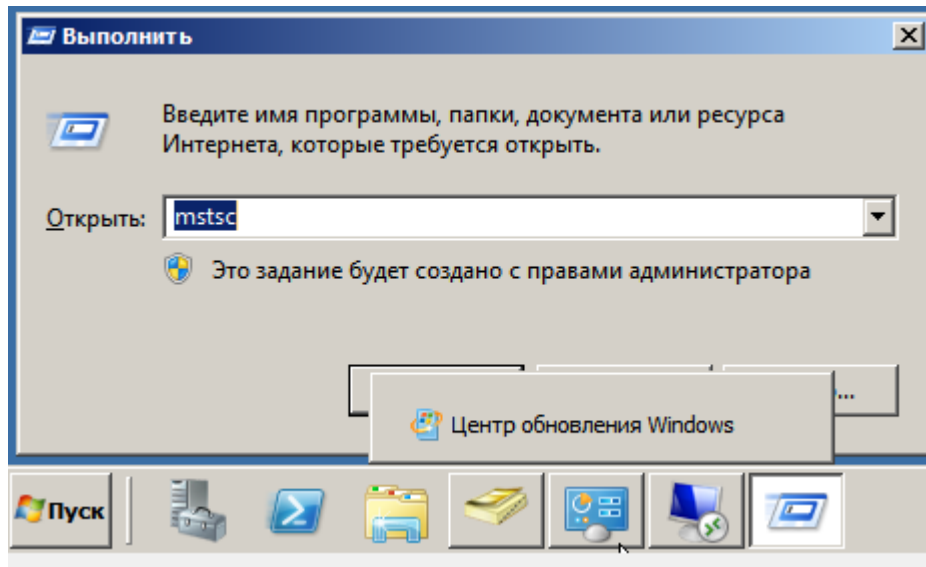 Выполнить
Введите имя программы, папки, документа или ресурса
Интернета, которые требуется открыть.
Открыть: mstsc
Это задание будет создано с правами администратора
...
Центр обновления Windows
Пуск